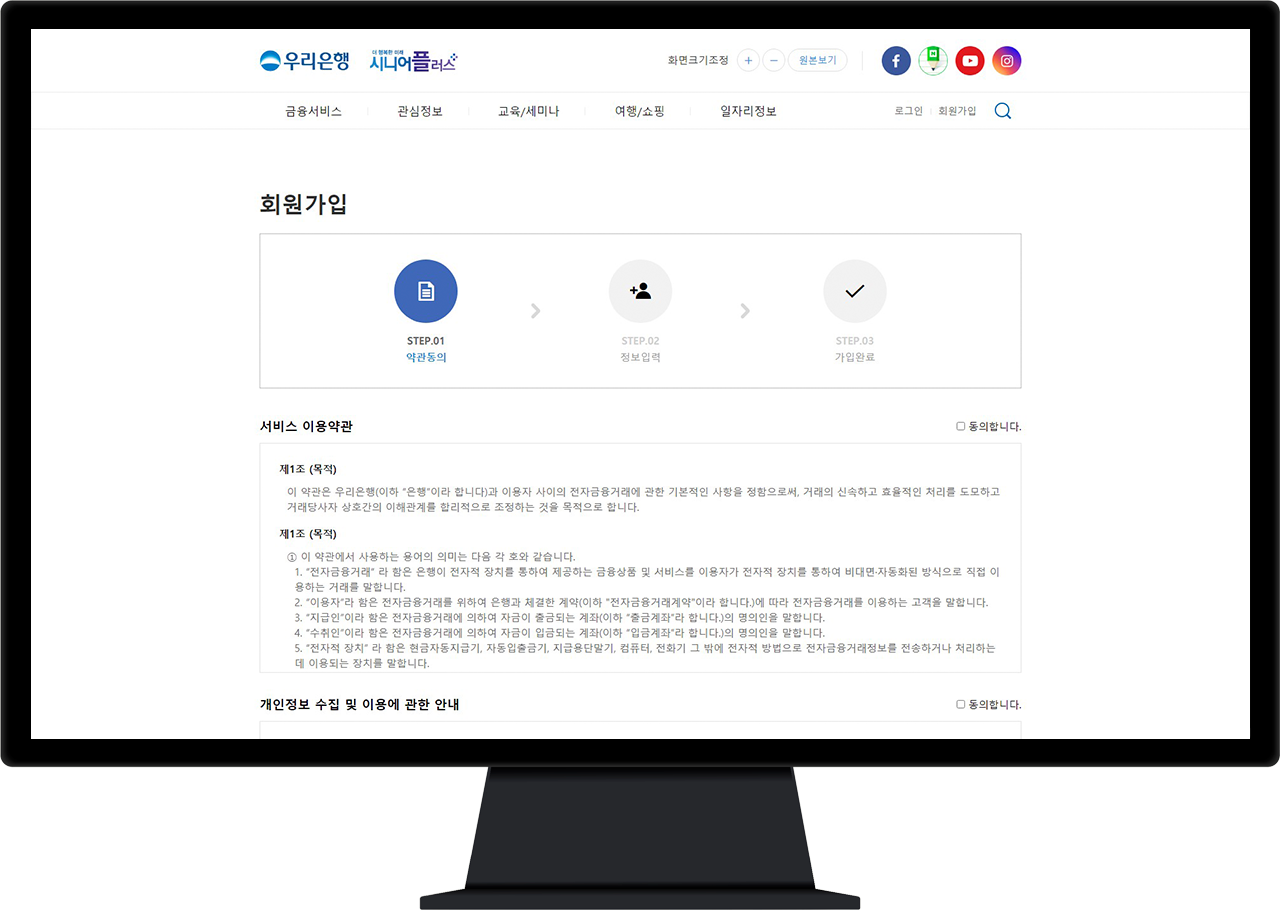 우리은행
더 행복한 미래
시니어플러스
화면크기조정 + − 원본보기
금융서비스 관심정보 교육/세미나 여행/쇼핑 일자리정보 로그인 회원가입
회원가입
STEP.01 STEP.02 STEP.03
약관동의 정보입력 가입완료
서비스 이용약관 동의합니다.
제1조 (목적)
이 약관은 우리은행(이하 "은행"이라 합니다)과 이용자 사이의 전자금융거래에 관한 기본적인 사항을 정함으로써, 거래의 신속하고 효율적인 처리를 도모하고
거래당사자 상호간의 이해관계를 합리적으로 조정하는 것을 목적으로 합니다.
제1조 (목적)
① 이 약관에서 사용하는 용어의 의미는 다음 각 호와 같습니다.
1. "전자금융거래" 라 함은 은행이 전자적 장치를 통하여 제공하는 금융상품 및 서비스를 이용자가 전자적 장치를 통하여 비대면·자동화된 방식으로 직접 이
용하는 거래를 말합니다.
2. "이용자"라 함은 전자금융거래를 위하여 은행과 체결한 계약(이하 "전자금융거래계약"이라 합니다.)에 따라 전자금융거래를 이용하는 고객을 말합니다.
3. "지급인"이라 함은 전자금융거래에 의하여 자금이 출금되는 계좌(이하 "출금계좌"라 합니다.)의 명의인을 말합니다.
4. "수취인"이라 함은 전자금융거래에 의하여 자금이 입금되는 계좌(이하 "입금계좌"라 합니다.)의 명의인을 말합니다.
5. "전자적 장치" 라 함은 현금자동지급기, 자동입출금기, 지급용단말기, 컴퓨터, 전화기 그 밖에 전자적 방법으로 전자금융거래정보를 전송하거나 처리하는
데 이용되는 장치를 말합니다.
개인정보 수집 및 이용에 관한 안내 동의합니다.